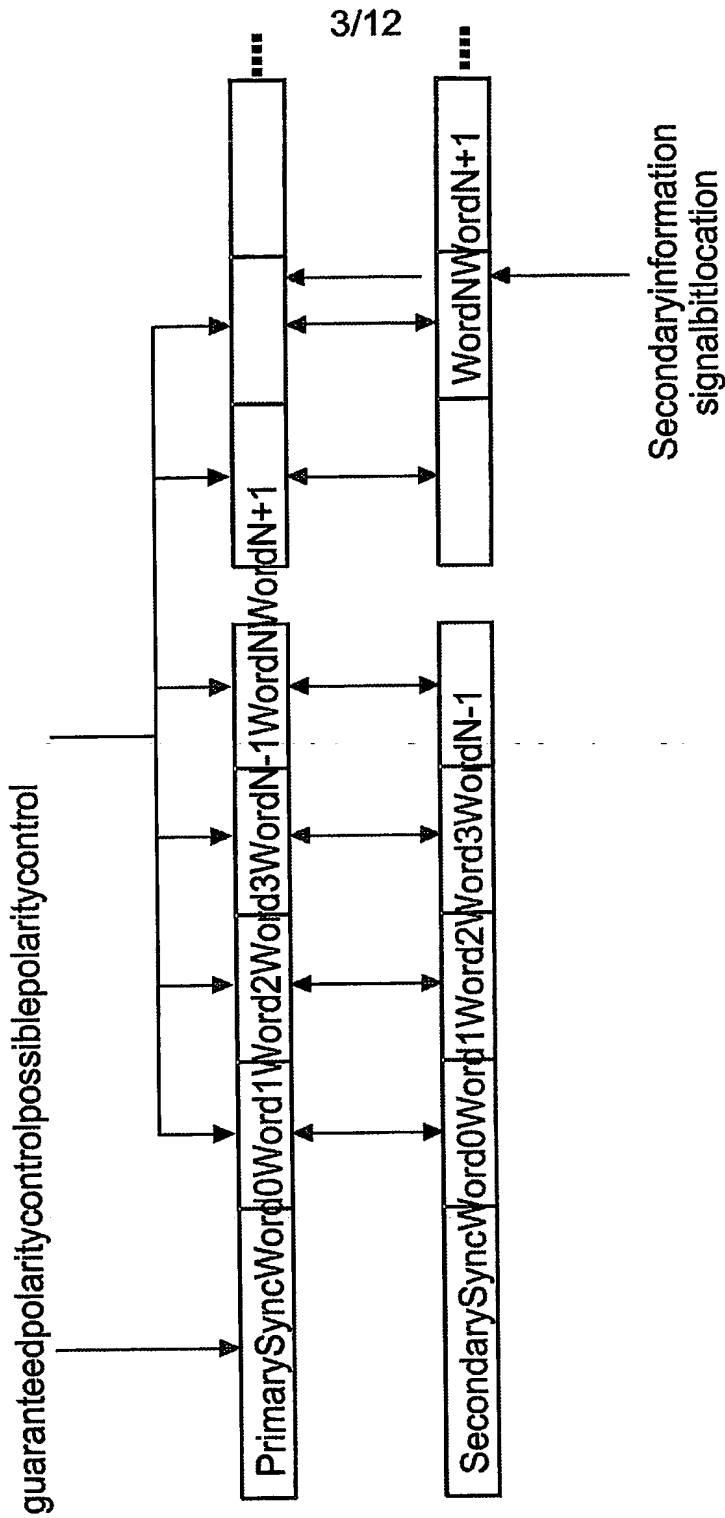 3/12
guaranteedpolaritycontrolpossiblepolaritycontrol
PrimarySyncWord0Word1Word2Word3WordN-1WordNWordN+1
SecondarySyncWord0Word1Word2Word3WordN-1
WordNWordN+1
Secondaryinformation
signalbitlocation